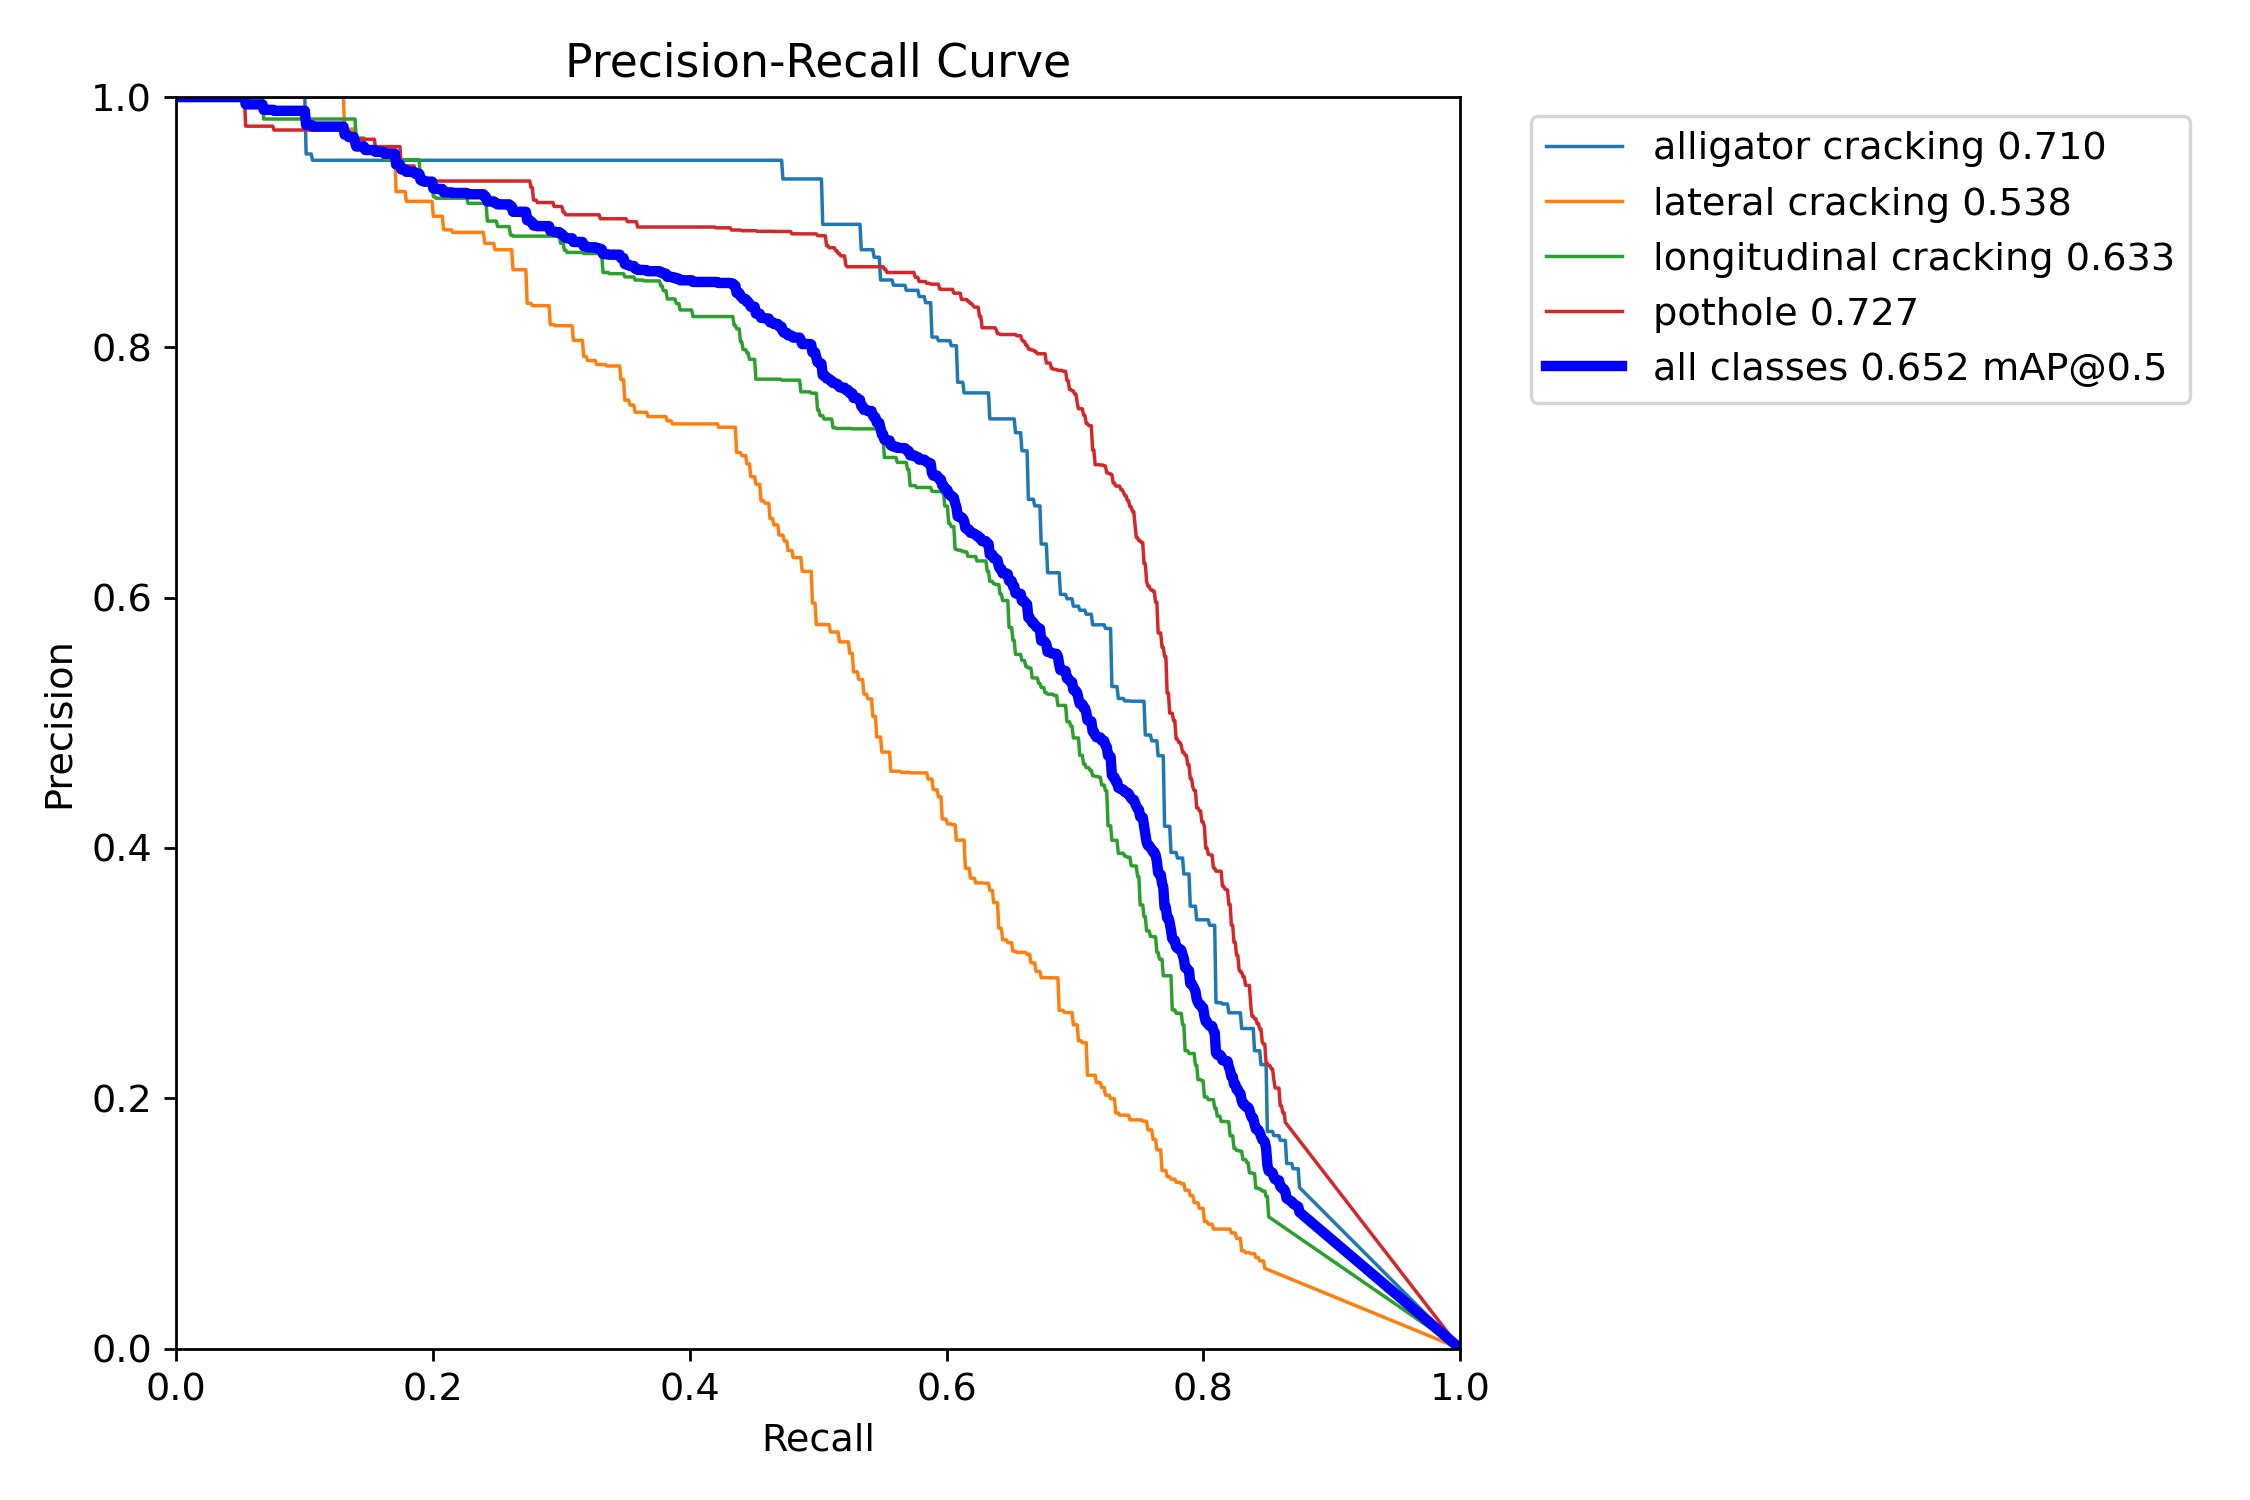 Precision-Recall Curve
1.0
0.8
0.6
0.4
0.2
0.0
Precision
0.0 0.2 0.4 0.6 0.8 1.0
Recall
alligator cracking 0.710
lateral cracking 0.538
longitudinal cracking 0.633
pothole 0.727
all classes 0.652 mAP@0.5